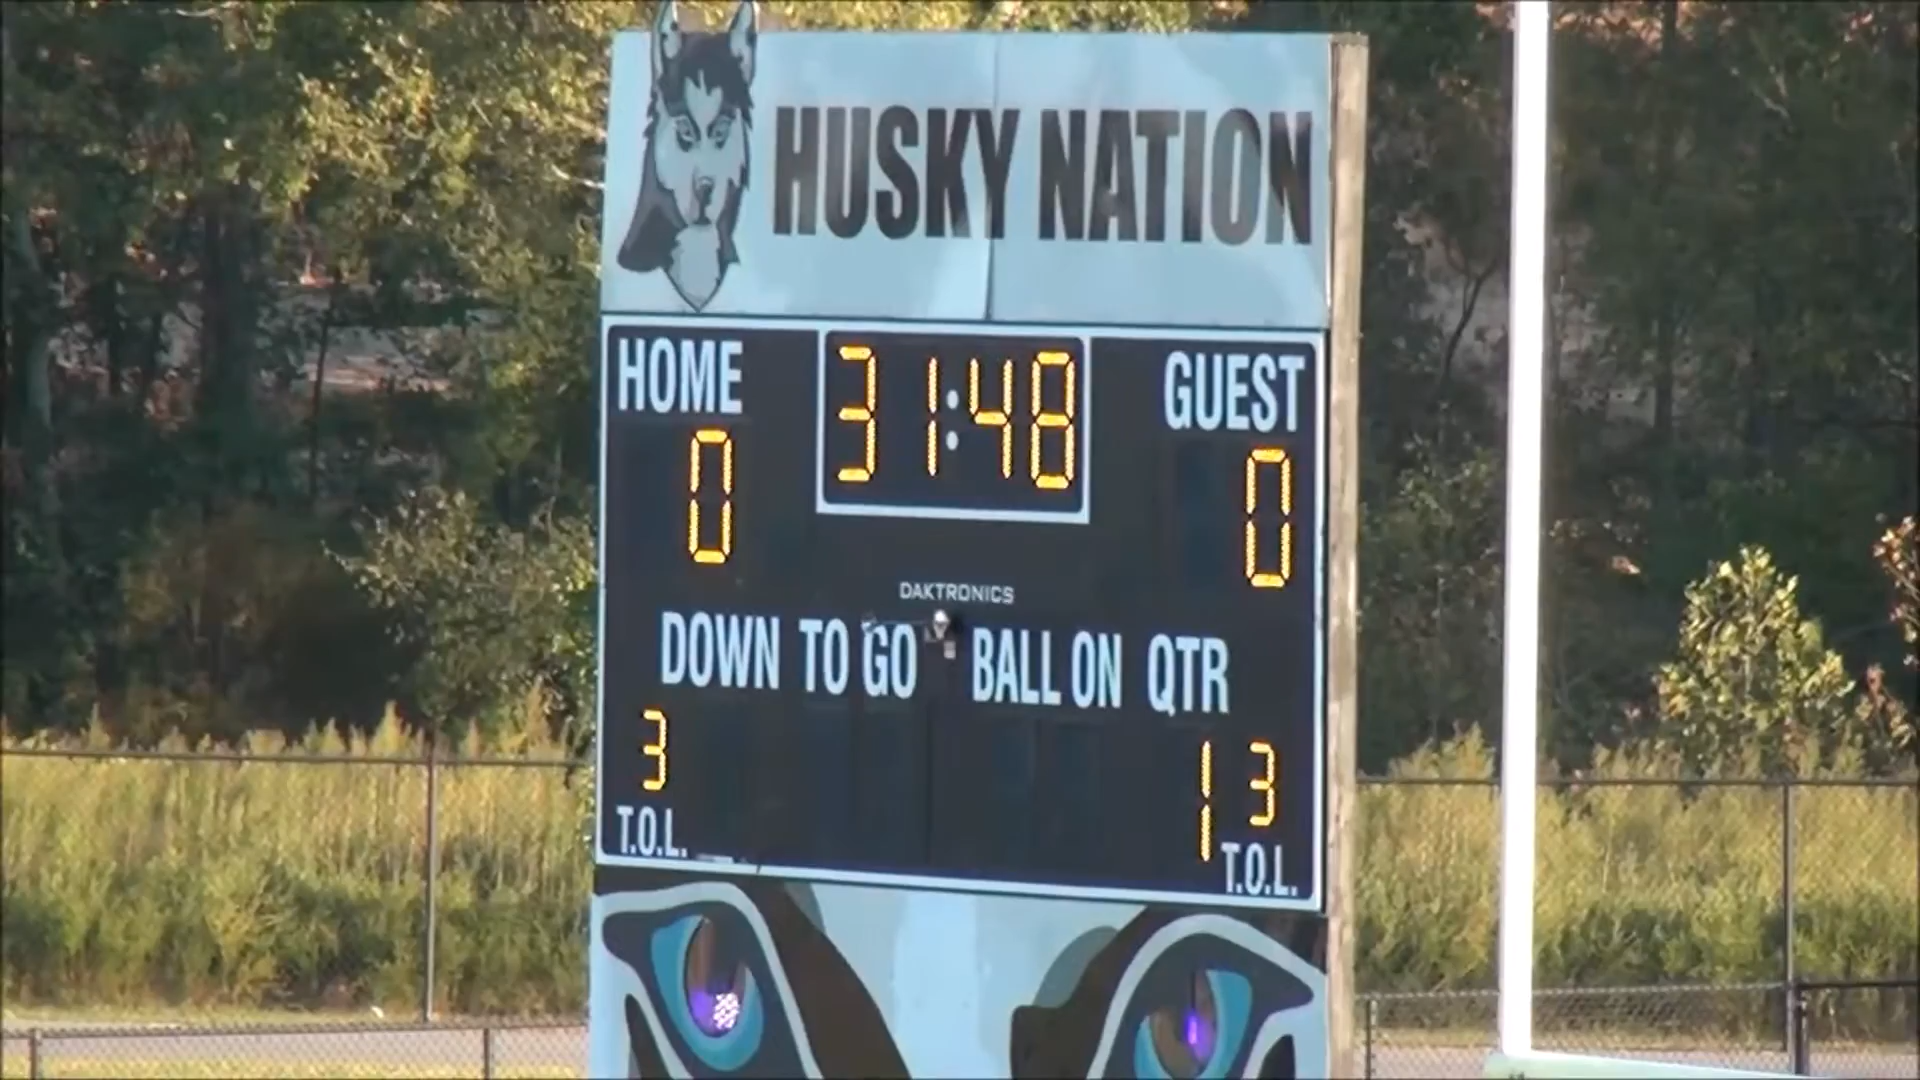 HUSKY NATION
HOME 31:48 GUEST
0 0
DAKTRONICS
DOWN TO GO BALL ON QTR
3 1 3
T.O.L. T.O.L.